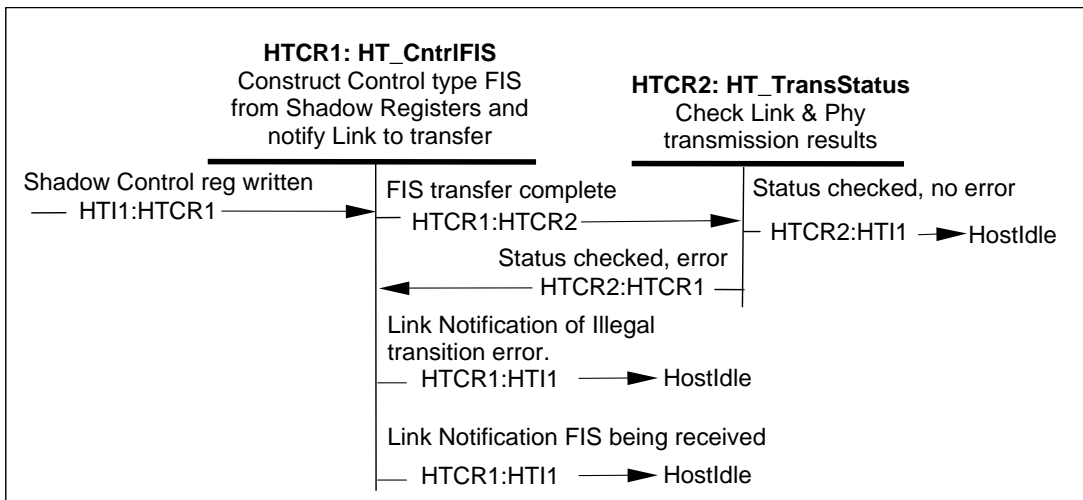 HTCR1: HT_CntrlFIS
Construct Control type FIS
from Shadow Registers and
notify Link to transfer
HTCR2: HT_TransStatus
Check Link & Phy
transmission results
Shadow Control reg written
HTI1:HTCR1
FIS transfer complete
HTCR1:HTCR2
Status checked, no error
HTCR2:HTI1
HostIdle
Status checked, error
HTCR2:HTCR1
Link Notification of Illegal
transition error.
HTCR1:HTI1
HostIdle
Link Notification FIS being received
HTCR1:HTI1
HostIdle